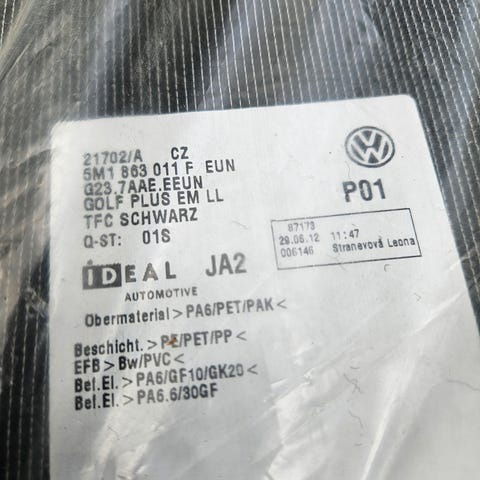 21702/A CZ
5M1 863 011 F EUN
G23.7AAE.EEUN
GOLF PLUS EM LL
TFC SCHWARZ
Q-ST: 01S
P01
87173
29.06.12 11:47
006146 Stranevová Leona
IDEAL JA2
AUTOMOTIVE
Obermaterial >PA6/PET/PAK<
Beschicht. >PE/PET/PP<
EFB >Bw/PVC<
Bef.El. >PA6/GF10/GK20<
Bef.El. >PA6.6/30GF